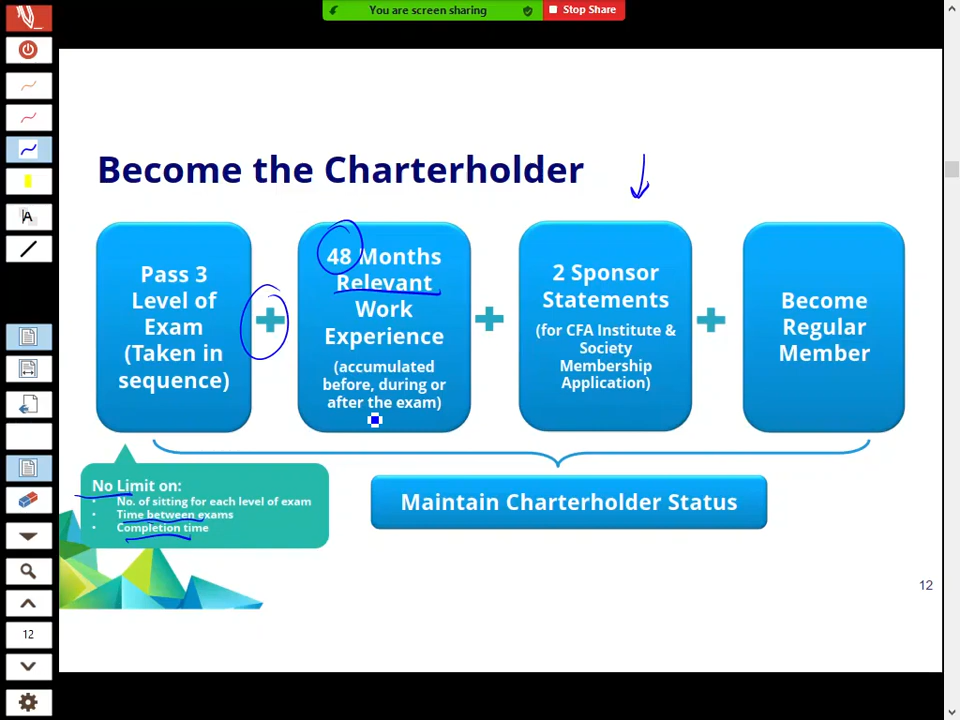 You are screen sharing
Stop Share
Become the Charterholder
Pass 3
Level of
Exam
(Taken in
sequence)
48 Months
Relevant
Work
Experience
(accumulated
before, during or
after the exam)
2 Sponsor
Statements
(for CFA Institute &
Society
Membership
Application)
Become
Regular
Member
No Limit on:
• No. of sitting for each level of exam
• Time between exams
• Completion time
Maintain Charterholder Status
12
A
12